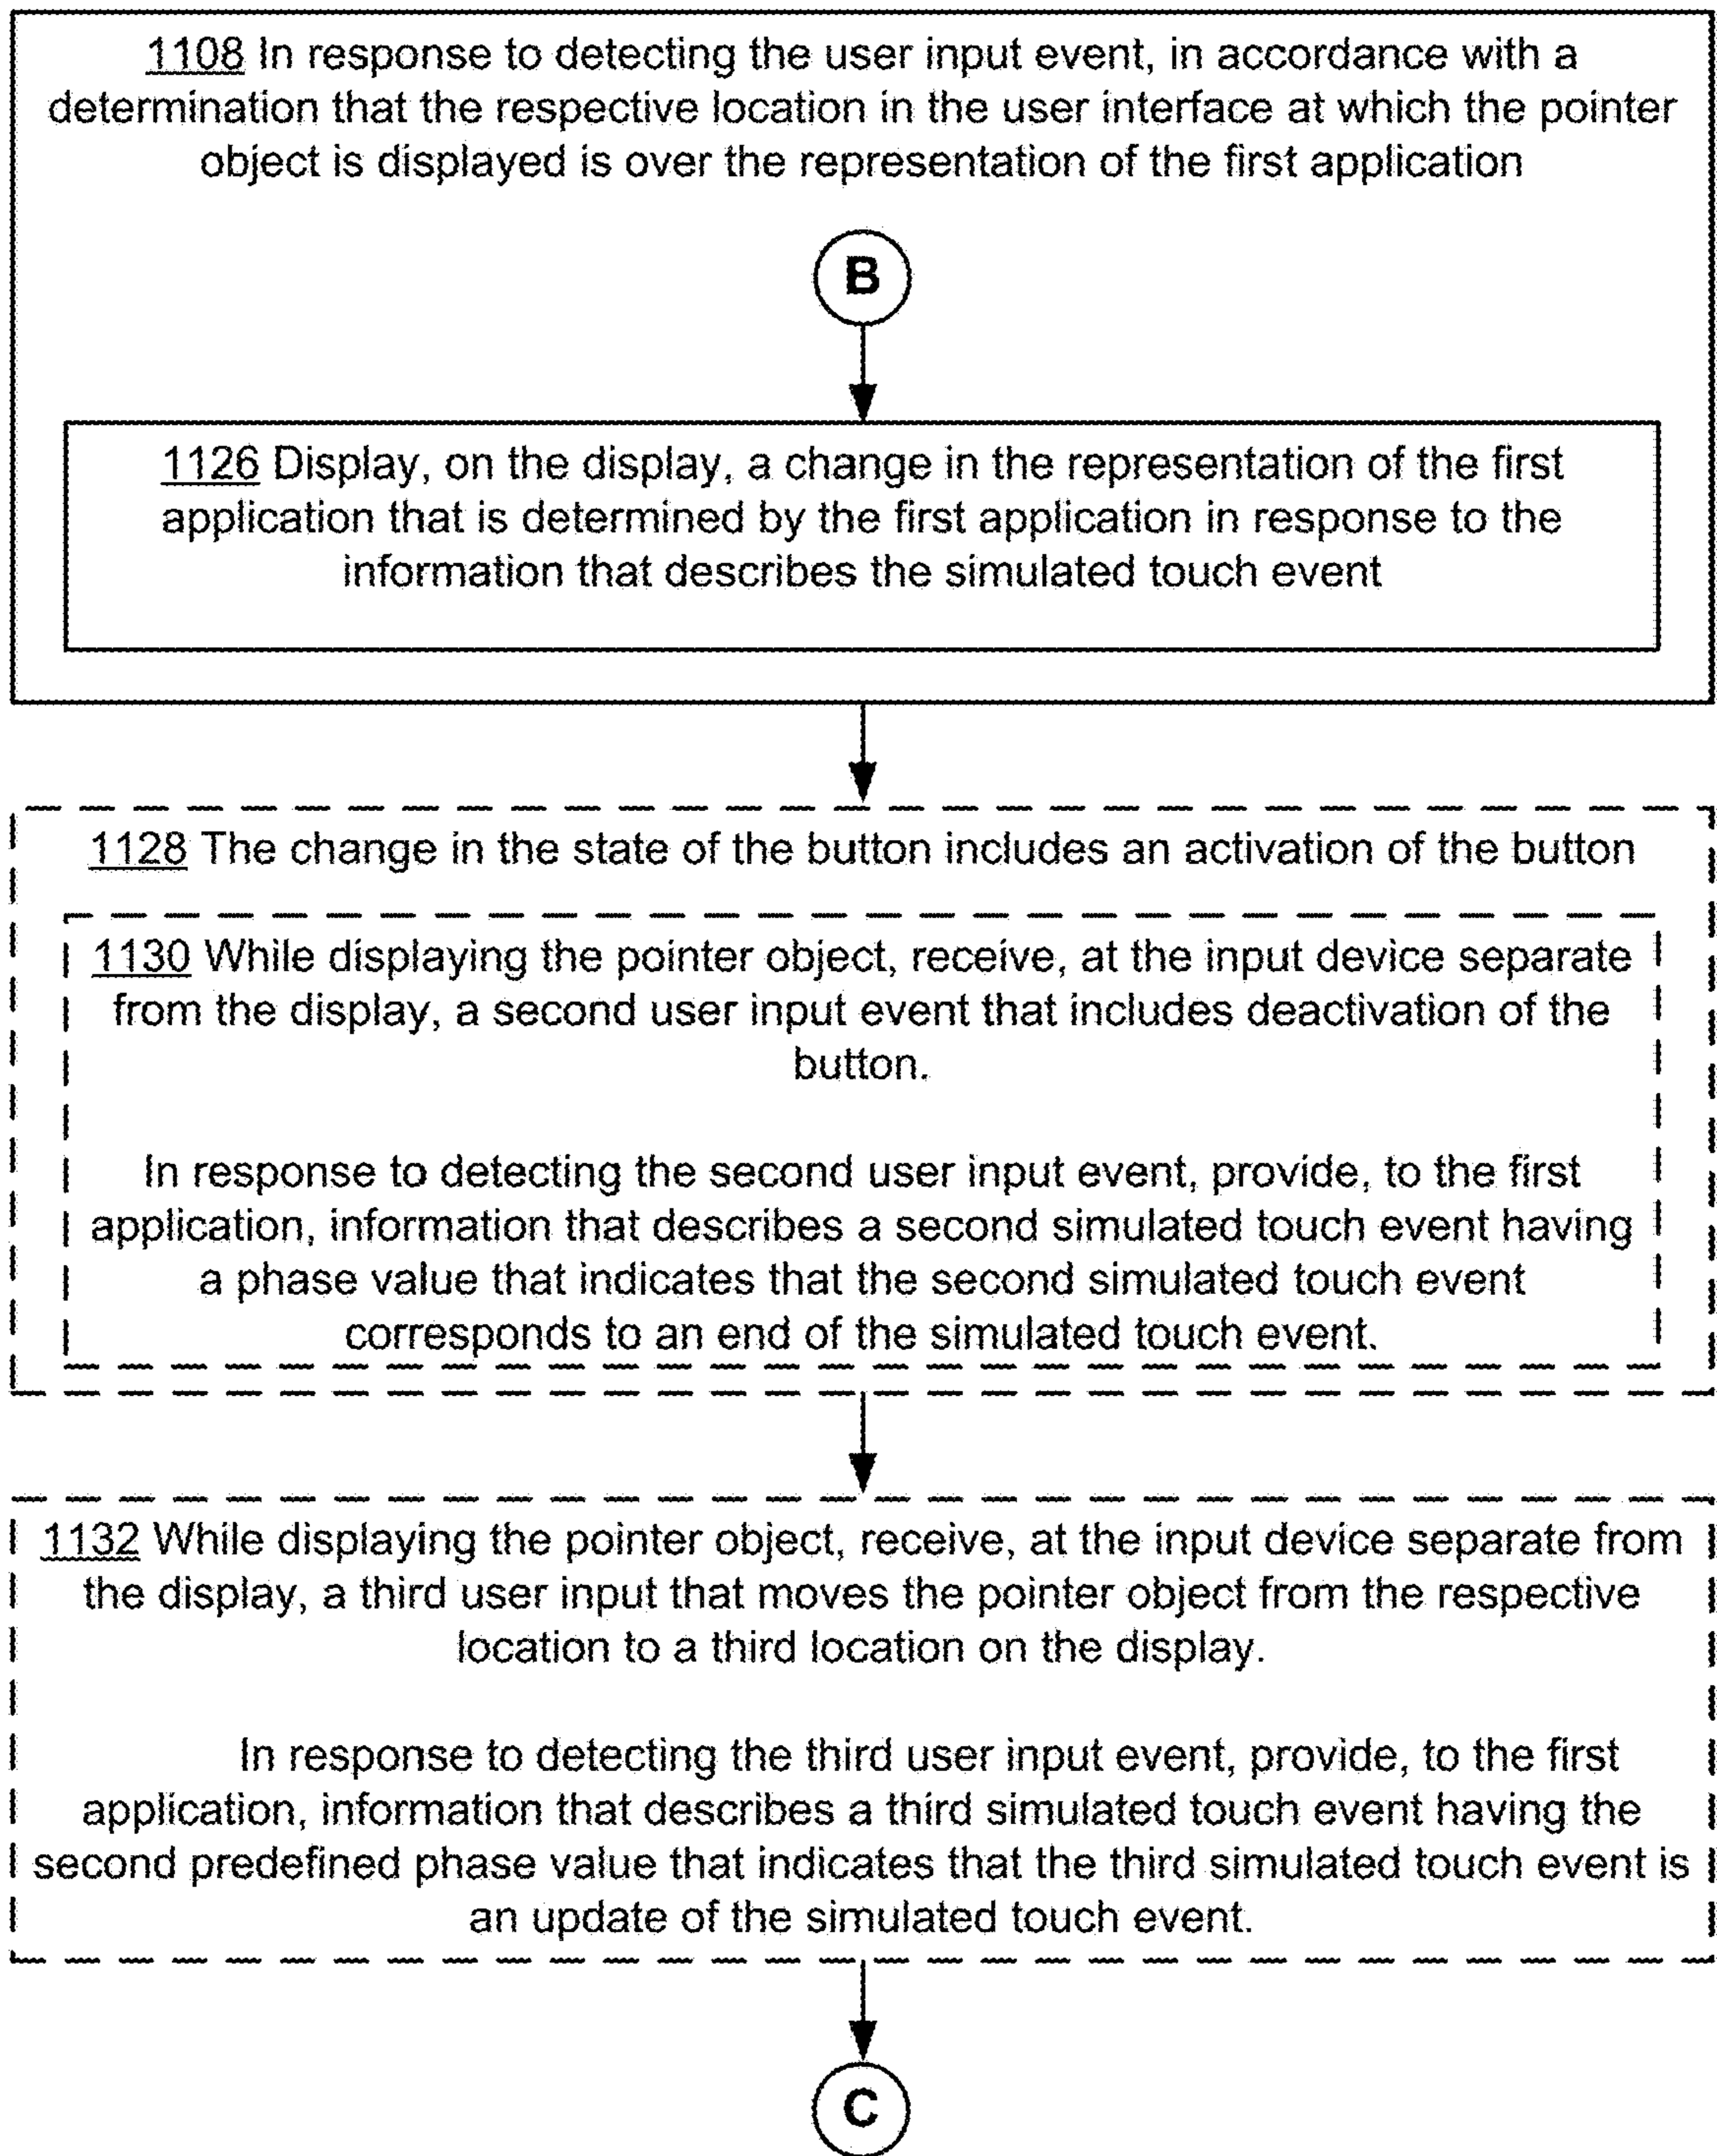 1108 In response to detecting the user input event, in accordance with a
determination that the respective location in the user interface at which the pointer
object is displayed is over the representation of the first application
B
1126 Display, on the display, a change in the representation of the first
application that is determined by the first application in response to the
information that describes the simulated touch event
1128 The change in the state of the button includes an activation of the button
1130 While displaying the pointer object, receive, at the input device separate
from the display, a second user input event that includes deactivation of the
button.
In response to detecting the second user input event, provide, to the first
application, information that describes a second simulated touch event having
a phase value that indicates that the second simulated touch event
corresponds to an end of the simulated touch event.
1132 While displaying the pointer object, receive, at the input device separate from
the display, a third user input that moves the pointer object from the respective
location to a third location on the display.
In response to detecting the third user input event, provide, to the first
application, information that describes a third simulated touch event having the
second predefined phase value that indicates that the third simulated touch event is
an update of the simulated touch event.
C